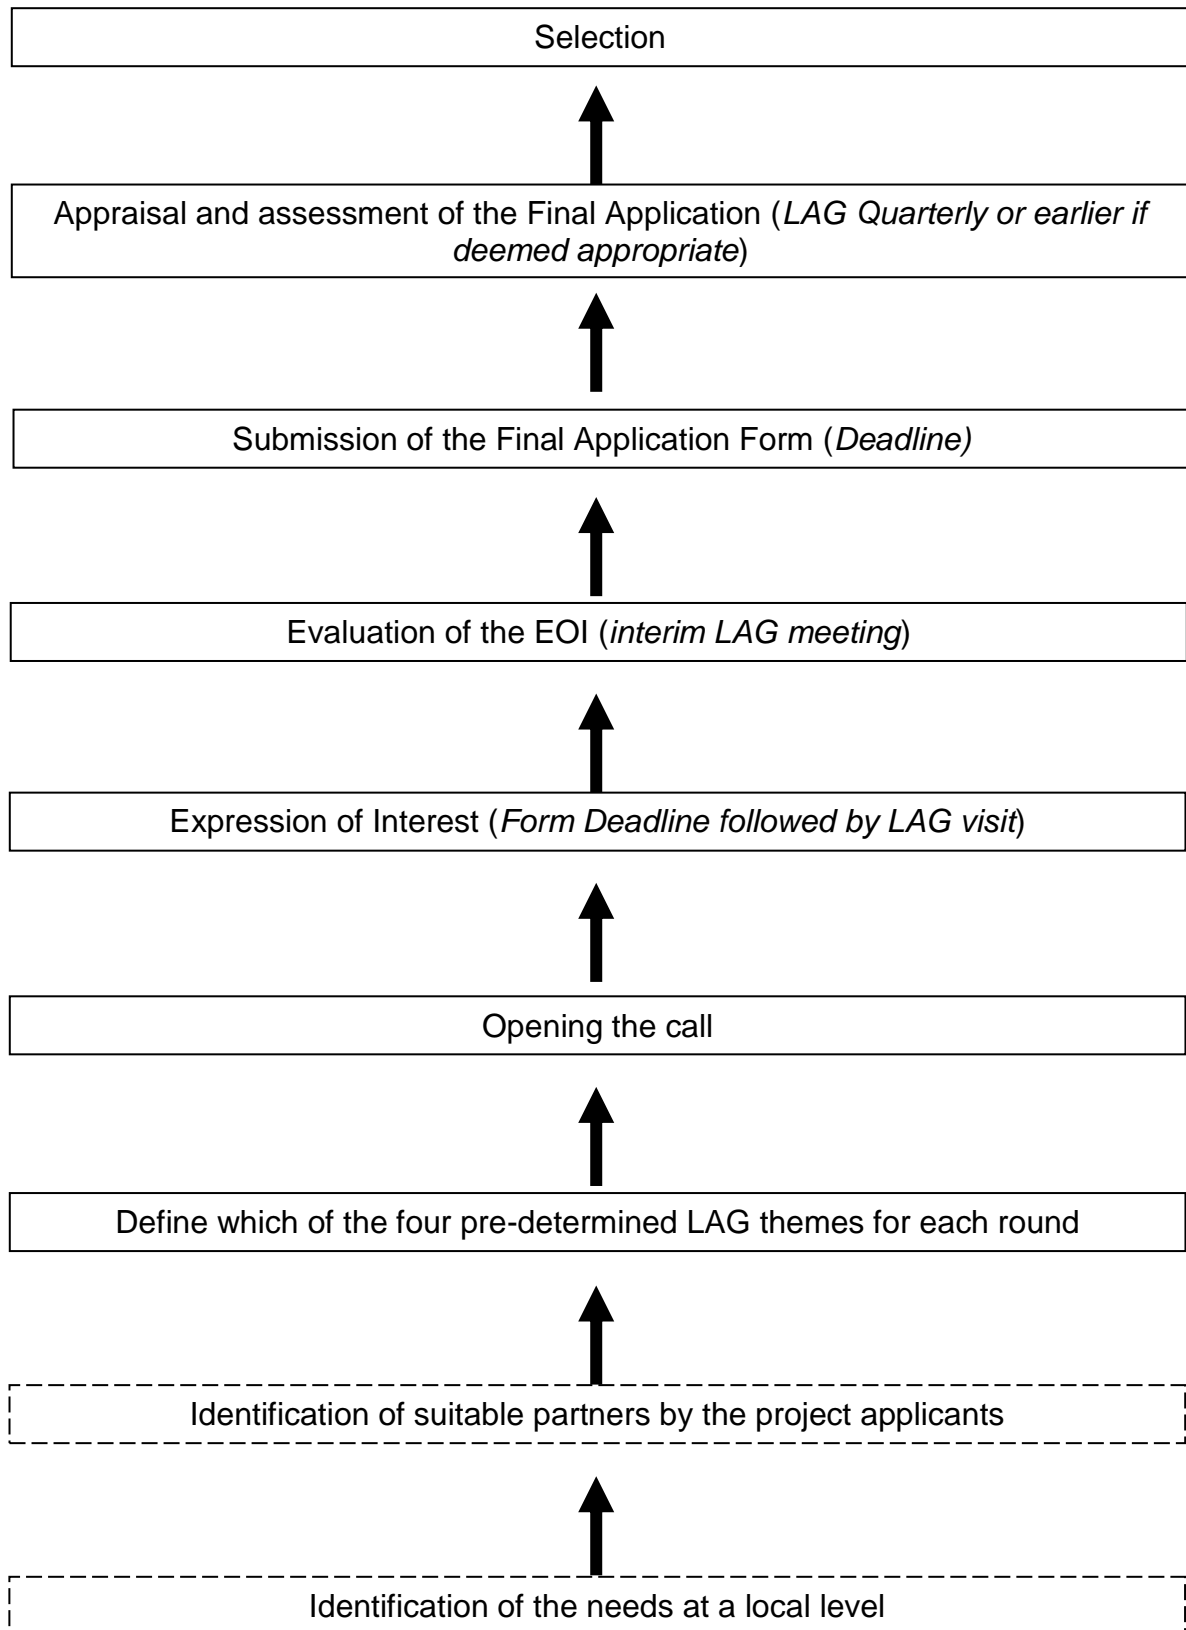 Selection
Appraisal and assessment of the Final Application (LAG Quarterly or earlier if
deemed appropriate)
Submission of the Final Application Form (Deadline)
Evaluation of the EOI (interim LAG meeting)
Expression of Interest (Form Deadline followed by LAG visit)
Opening the call
Define which of the four pre-determined LAG themes for each round
Identification of suitable partners by the project applicants
Identification of the needs at a local level